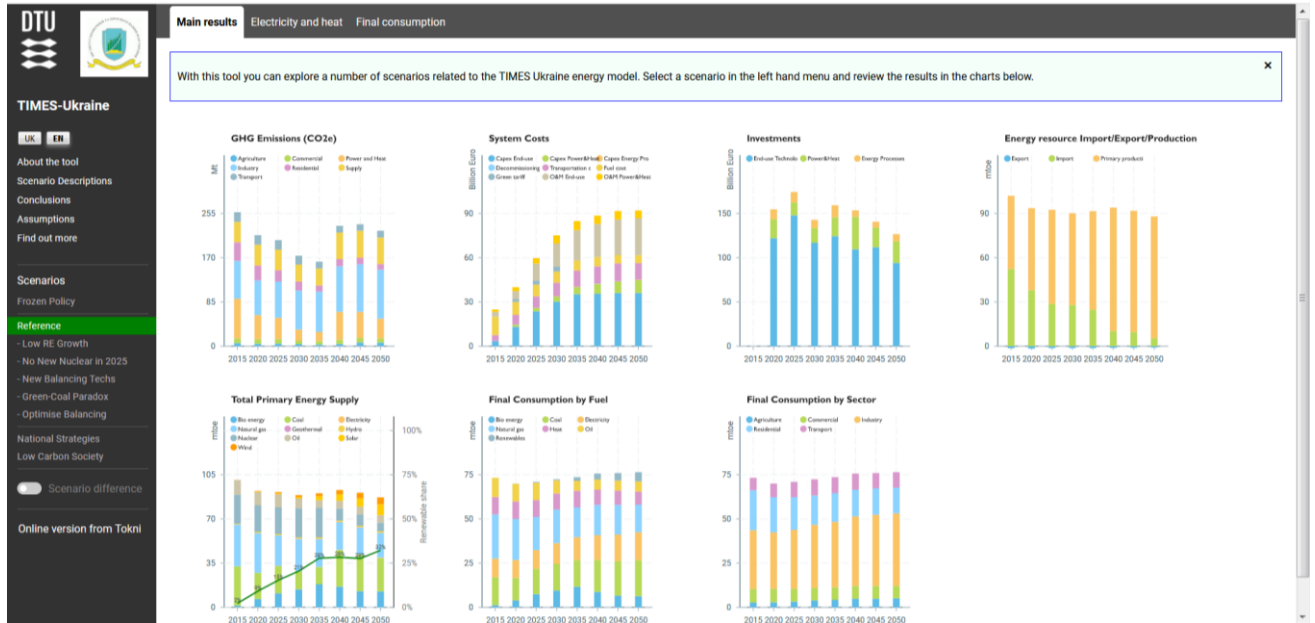 DTU
TIMES-Ukraine
UK EN
About the tool
Scenario Descriptions
Conclusions
Assumptions
Find out more
Scenarios
Frozen Policy
Reference
- Low RE Growth
- No New Nuclear in 2025
- New Balancing Techs
- Green-Coal Paradox
- Optimise Balancing
National Strategies
Low Carbon Society
Scenario difference
Online version from Tokni
Main results Electricity and heat Final consumption
With this tool you can explore a number of scenarios related to the TIMES Ukraine energy model. Select a scenario in the left hand menu and review the results in the charts below.
×
GHG Emissions (CO2e)
Agriculture Commercial Power and Heat
Industry Residential Supply
Transport
Mt
255
170
85
0
2015 2020 2025 2030 2035 2040 2045 2050
System Costs
Capex End-use Capex Power&Heat Capex Energy Pro
Decommissioning Transportation c Fuel cost
Green tariff O&M End-use O&M Power&Heat
Billion Euro
90
60
30
0
2015 2020 2025 2030 2035 2040 2045 2050
Investments
End-use Technolo Power&Heat Energy Processes
Billion Euro
150
100
50
0
2015 2020 2025 2030 2035 2040 2045 2050
Energy resource Import/Export/Production
Export Import Primary producti
mtoe
90
60
30
0
2015 2020 2025 2030 2035 2040 2045 2050
Total Primary Energy Supply
Bio energy Coal Electricity
Natural gas Geothermal Hydro
Nuclear Oil Solar
Wind
mtoe
105
70
35
0
100%
75%
50%
25%
0%
Renewable share
2015 2020 2025 2030 2035 2040 2045 2050
Final Consumption by Fuel
Bio energy Coal Electricity
Natural gas Heat Oil
Renewables
mtoe
75
50
25
0
2015 2020 2025 2030 2035 2040 2045 2050
Final Consumption by Sector
Agriculture Commercial Industry
Residential Transport
mtoe
75
50
25
0
2015 2020 2025 2030 2035 2040 2045 2050